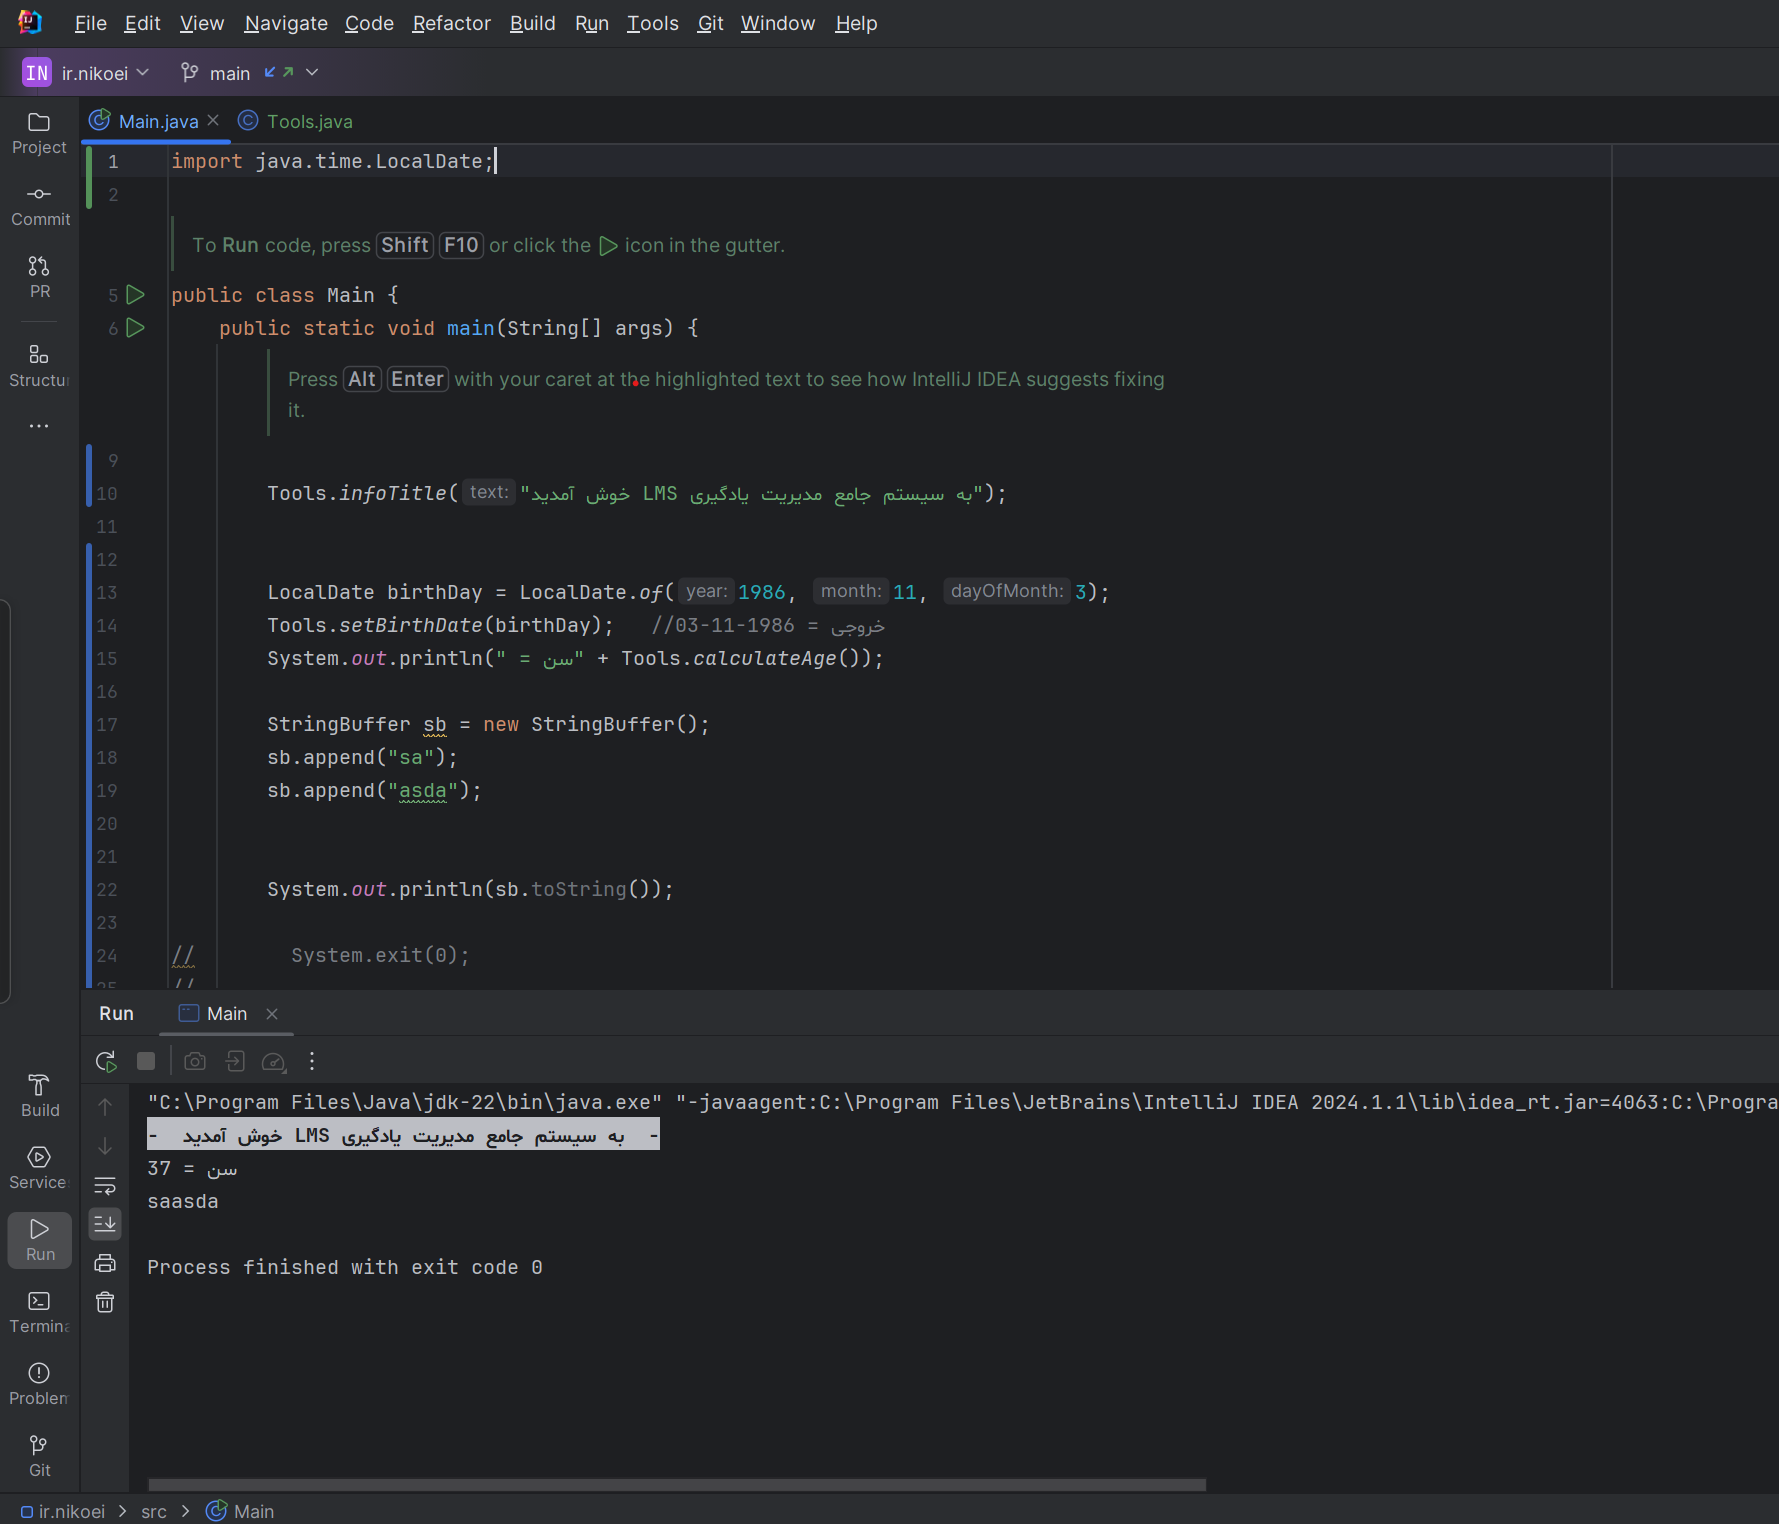 File Edit View Navigate Code Refactor Build Run Tools Git Window Help
IN ir.nikoei main
Main.java Tools.java
Project
Commit
PR
Structu
1 import java.time.LocalDate;
2
To Run code, press Shift F10 or click the icon in the gutter.
5 public class Main {
6 public static void main(String[] args) {
Press Alt Enter with your caret at the highlighted text to see how IntelliJ IDEA suggests fixing
it.
9
10 Tools.infoTitle( text: "به سیستم جامع مدیریت یادگیری LMS خوش آمدید");
11
12
13 LocalDate birthDay = LocalDate.of( year: 1986, month: 11, dayOfMonth: 3);
14 Tools.setBirthDate(birthDay); //03-11-1986 = خروجی
15 System.out.println("سن = " + Tools.calculateAge());
16
17 StringBuffer sb = new StringBuffer();
18 sb.append("sa");
19 sb.append("asda");
20
21
22 System.out.println(sb.toString());
23
24 // System.exit(0);
25 //
Run Main
Build
Service
Run
Termina
Problem
Git
"C:\Program Files\Java\jdk-22\bin\java.exe" "-javaagent:C:\Program Files\JetBrains\IntelliJ IDEA 2024.1.1\lib\idea_rt.jar=4063:C:\Progra
- به سیستم جامع مدیریت یادگیری LMS خوش آمدید -
سن = 37
saasda
Process finished with exit code 0
ir.nikoei > src > Main